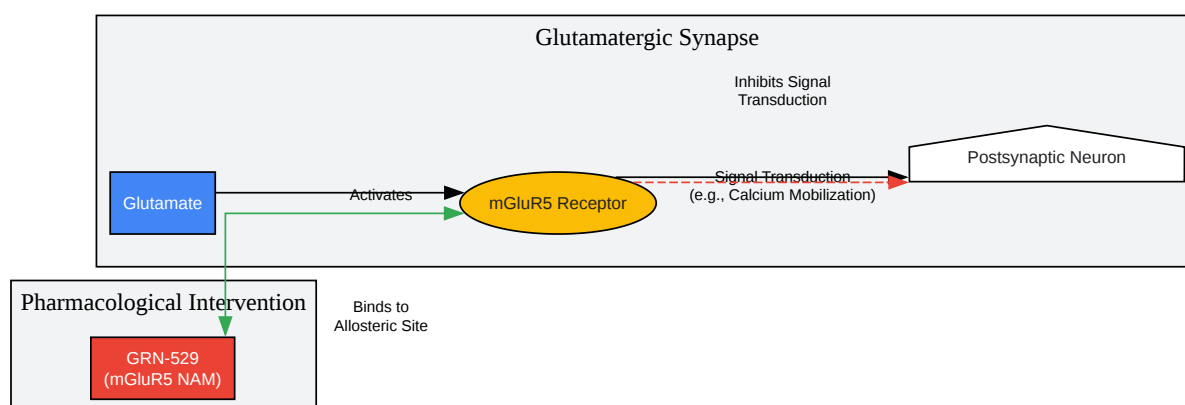 Glutamatergic Synapse
Inhibits Signal
Transduction
Postsynaptic Neuron
Glutamate
Activates
mGluR5 Receptor
Signal Transduction
(e.g., Calcium Mobilization)
Pharmacological Intervention
Binds to
Allosteric Site
GRN-529
(mGluR5 NAM)